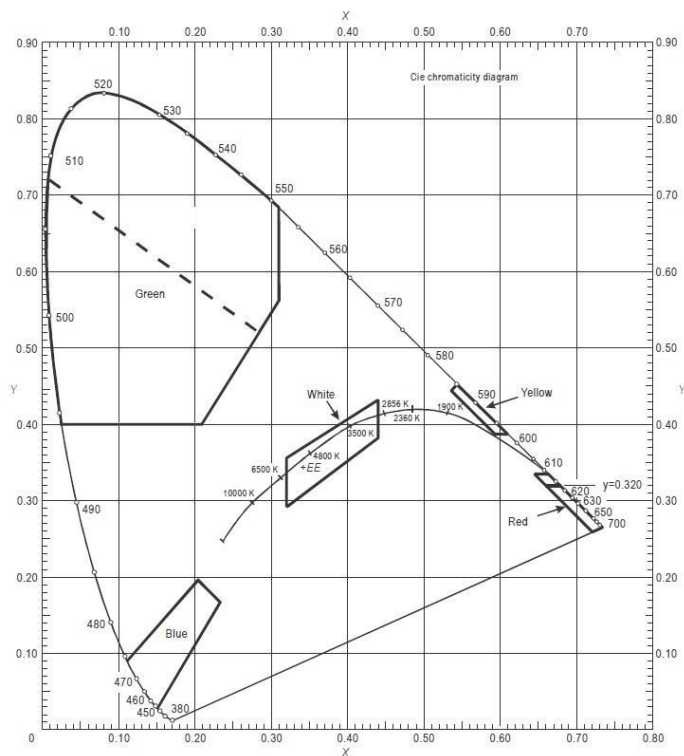 X
0.10 0.20 0.30 0.40 0.50 0.60 0.70
0.90 0.80 0.90
Cie chromaticity diagram
520
530
0.80 0.80
540
510
550
0.70 0.70
560
0.60 0.60
Green
570
500
0.50 0.50
580
Y Y
White
2856 K
590
Yellow
0.40 0.40
1900 K
2360 K
3500 K
600
4800 K
6500 K
+EE
610
10000 K
620
y=0.320
0.30 0.30
490
630
650
Red
700
0.20 0.20
480
Blue
0.10 0.10
470
460
450
380
0 0.10 0.20 0.30 0.40 0.50 0.60 0.70 0.80
X